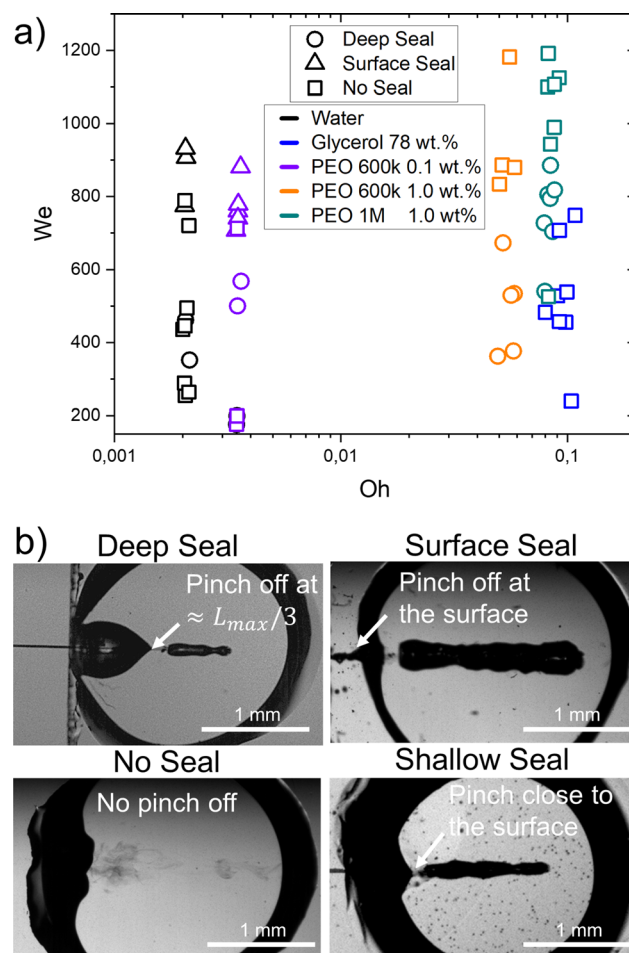 a)
Deep Seal
Surface Seal
No Seal
Water
Glycerol 78 wt.%
PEO 600k 0.1 wt.%
PEO 600k 1.0 wt.%
PEO 1M 1.0 wt%
We
1200
1000
800
600
400
200
0,001
0,01
0,1
Oh
b)
Deep Seal
Pinch off at
≈ L_max/3
1 mm
Surface Seal
Pinch off at
the surface
1 mm
No Seal
No pinch off
1 mm
Shallow Seal
Pinch close to
the surface
1 mm